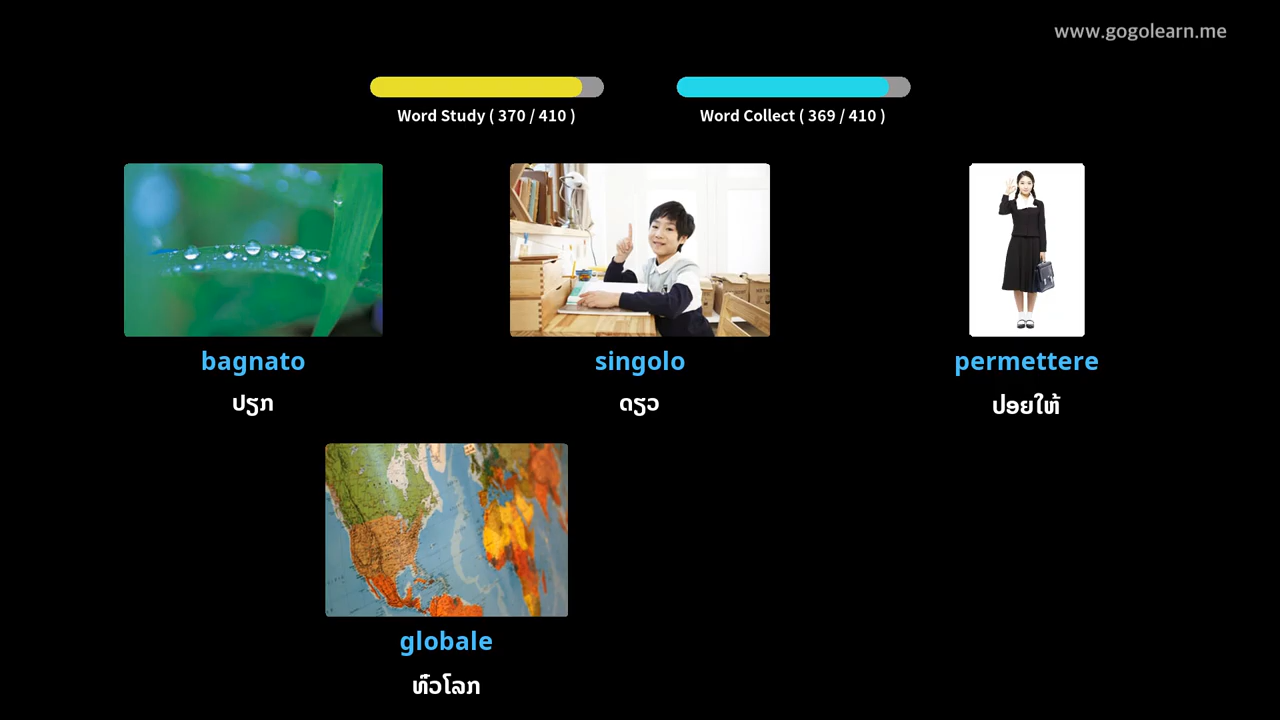 www.gogolearn.me
Word Study ( 370 / 410 )
Word Collect ( 369 / 410 )
bagnato
singolo
permettere
ປຽກ
ດຽວ
ປອຍໃຫ້
globale
ທົ່ວໂລກ